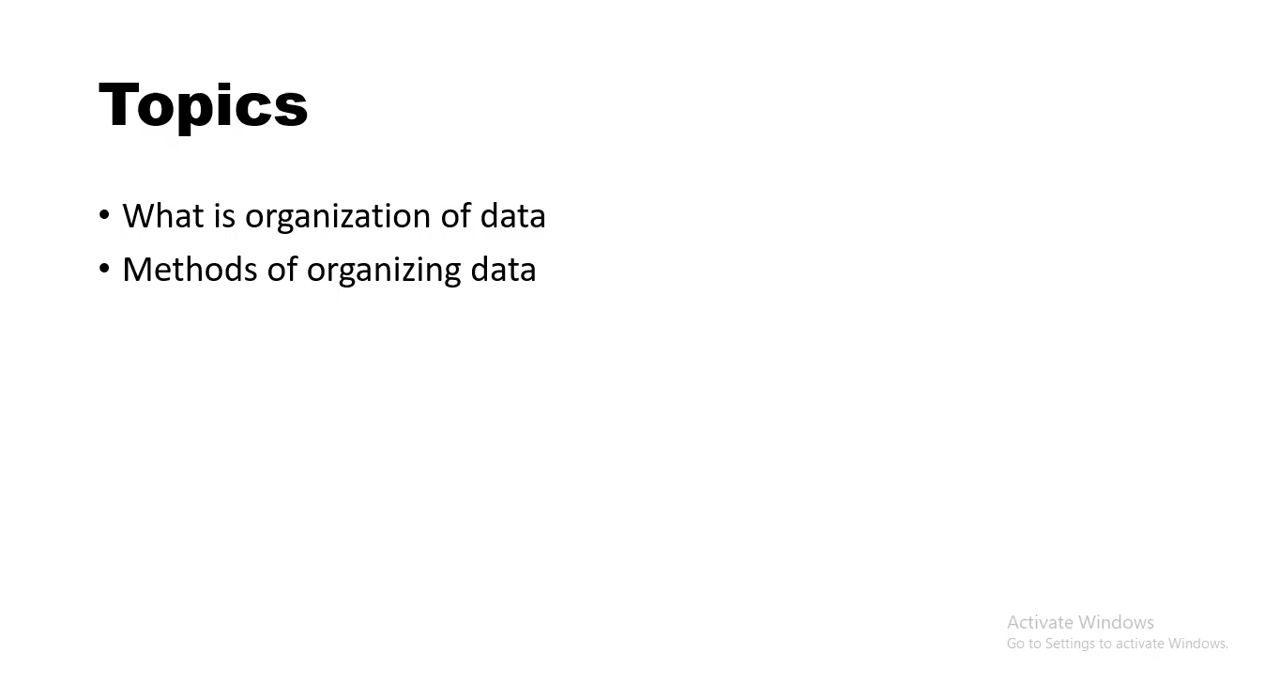 Topics
• What is organization of data
• Methods of organizing data
Activate Windows
Go to Settings to activate Windows.